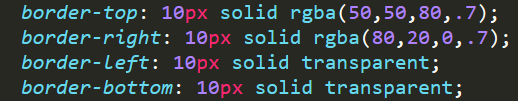 border-top: 10px solid rgba(50,50,80,.7);
border-right: 10px solid rgba(80,20,0,.7);
border-left: 10px solid transparent;
border-bottom: 10px solid transparent;